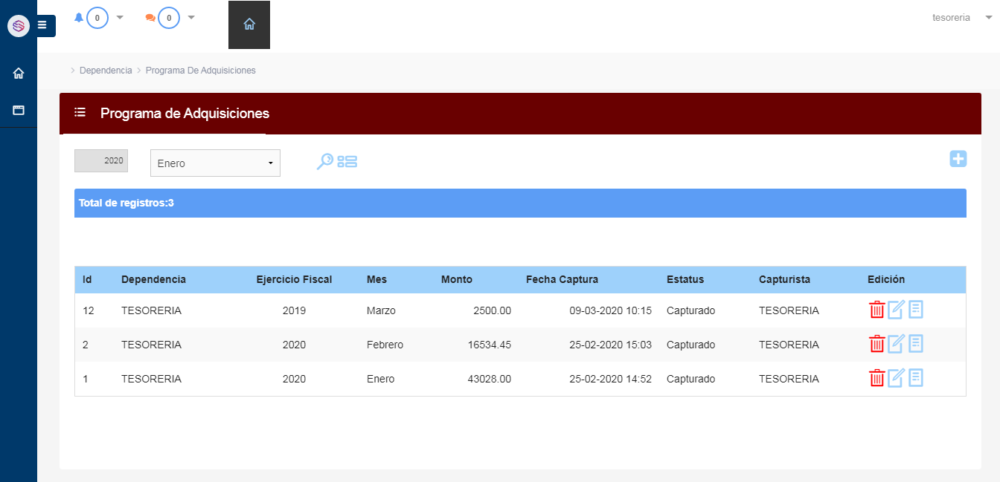 0 0 tesoreria
Dependencia Programa De Adquisiciones
Programa de Adquisiciones
2020 Enero
Total de registros:3
Id Dependencia Ejercicio Fiscal Mes Monto Fecha Captura Estatus Capturista Edición
12 TESORERIA 2019 Marzo 2500.00 09-03-2020 10:15 Capturado TESORERIA
2 TESORERIA 2020 Febrero 16534.45 25-02-2020 15:03 Capturado TESORERIA
1 TESORERIA 2020 Enero 43028.00 25-02-2020 14:52 Capturado TESORERIA